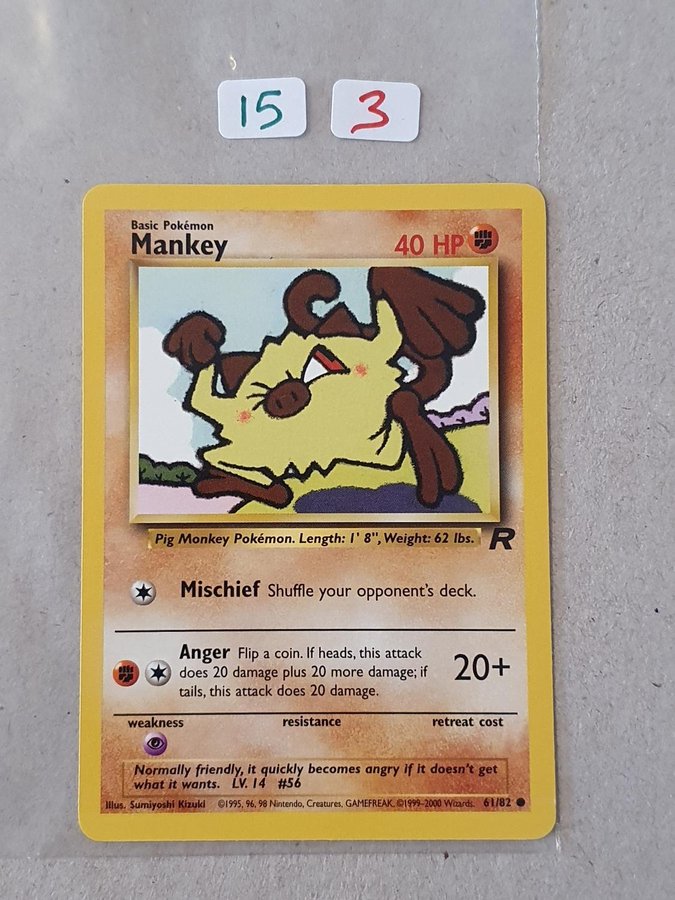 15 3
Basic Pokémon
Mankey 40 HP
Pig Monkey Pokémon. Length: 1' 8", Weight: 62 lbs. R
Mischief Shuffle your opponent's deck.
Anger Flip a coin. If heads, this attack
does 20 damage plus 20 more damage; if
tails, this attack does 20 damage.
20+
weakness resistance retreat cost
Normally friendly, it quickly becomes angry if it doesn't get
what it wants. LV. 14 #56
Illus. Sumiyoshi Kizuki ©1995, 96, 98 Nintendo, Creatures, GAMEFREAK. ©1999-2000 Wizards. 61/82